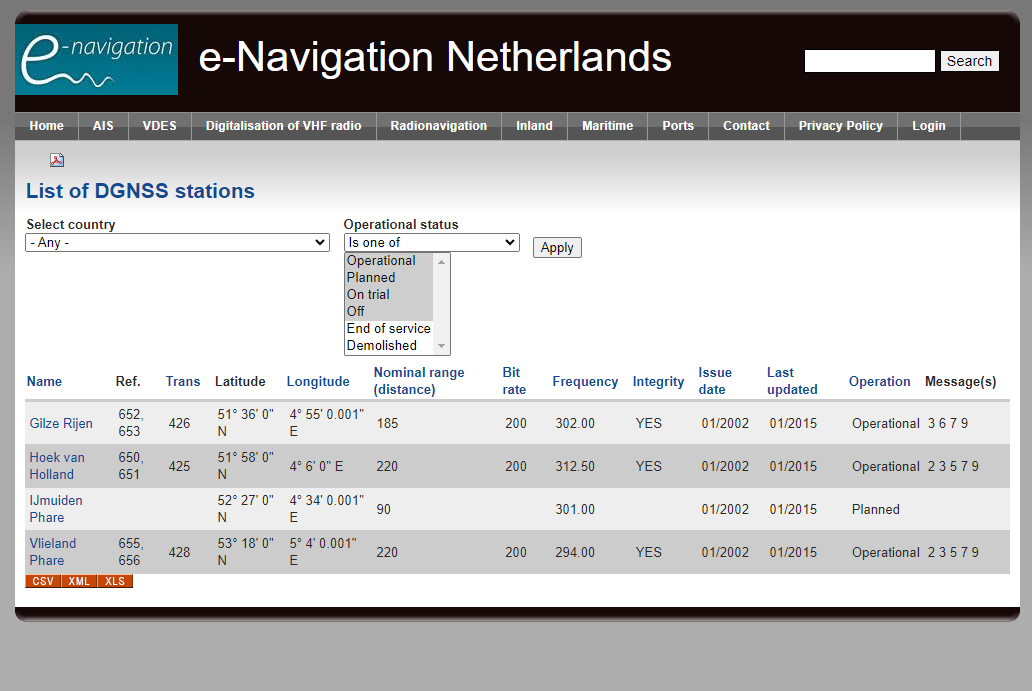 e-navigation
e-Navigation Netherlands
Search
Home AIS VDES Digitalisation of VHF radio Radionavigation Inland Maritime Ports Contact Privacy Policy Login
List of DGNSS stations
Select country Operational status
- Any - Is one of Apply
Operational
Planned
On trial
Off
End of service
Demolished
Name Ref. Trans Latitude Longitude Nominal range (distance) Bit rate Frequency Integrity Issue date Last updated Operation Message(s)
Gilze Rijen 652, 653 426 51° 36' 0" N 4° 55' 0.001" E 185 200 302.00 YES 01/2002 01/2015 Operational 3 6 7 9
Hoek van Holland 650, 651 425 51° 58' 0" N 4° 6' 0" E 220 200 312.50 YES 01/2002 01/2015 Operational 2 3 5 7 9
IJmuiden Phare 52° 27' 0" N 4° 34' 0.001" E 90 301.00 01/2002 01/2015 Planned
Vlieland Phare 655, 656 428 53° 18' 0" N 5° 4' 0.001" E 220 200 294.00 YES 01/2002 01/2015 Operational 2 3 5 7 9
CSV XML XLS